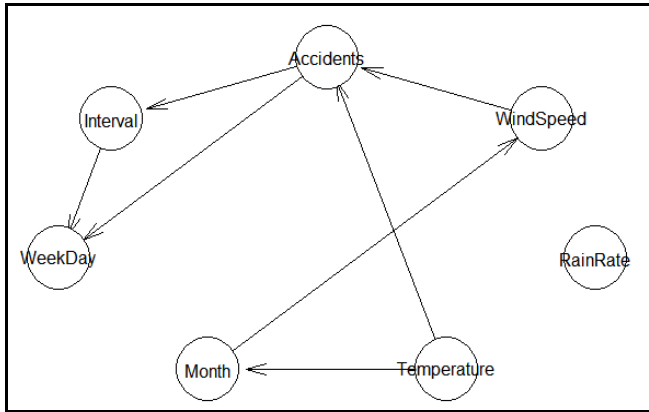 Accidents
Interval
WindSpeed
WeekDay
RainRate
Month
Temperature